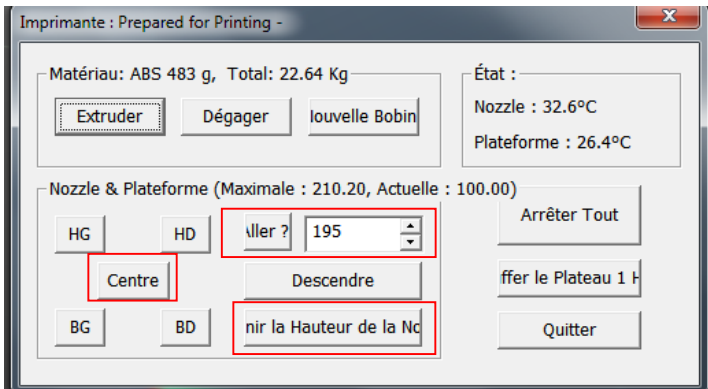 Imprimante : Prepared for Printing -
Matériau: ABS 483 g, Total: 22.64 Kg
État :
Extruder Dégager Nouvelle Bobin
Nozzle : 32.6ºC
Plateforme : 26.4ºC
Nozzle & Plateforme (Maximale : 210.20, Actuelle : 100.00)
HG HD Aller ? 195
Arrêter Tout
Centre Descendre
ffer le Plateau 1 H
BG BD nir la Hauteur de la No
Quitter